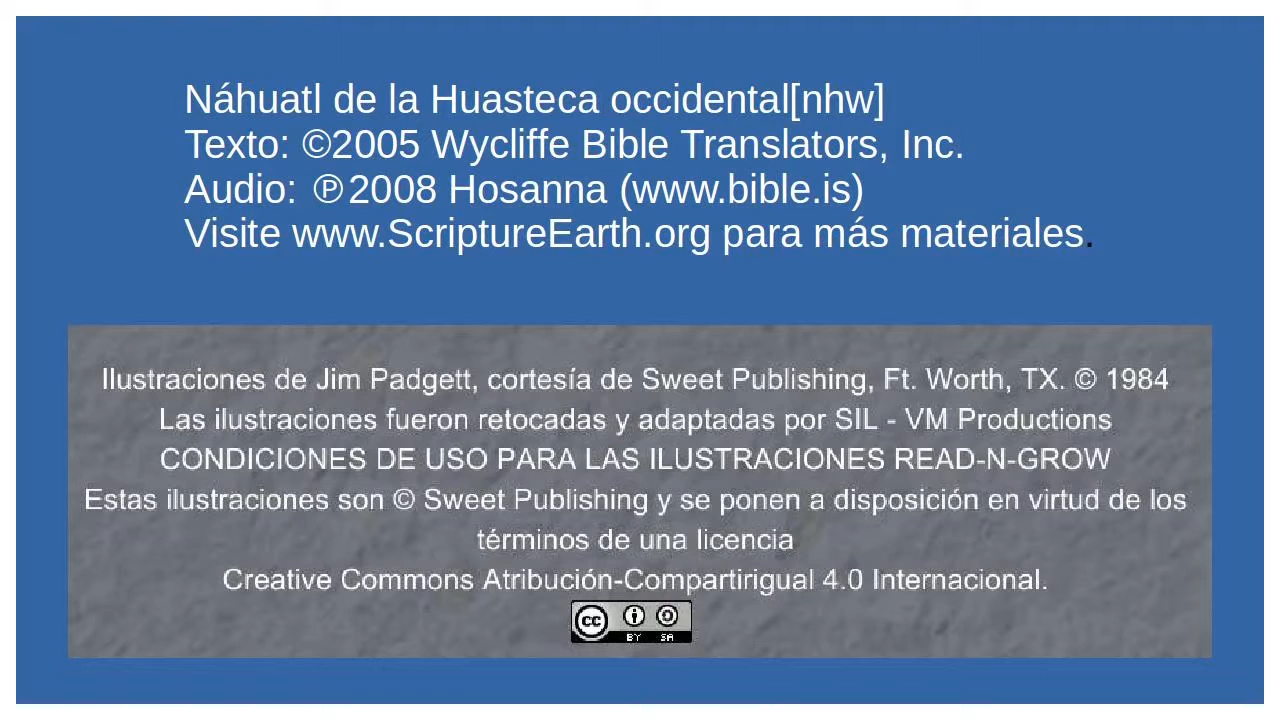 Náhuatl de la Huasteca occidental[nhw]
Texto: ©2005 Wycliffe Bible Translators, Inc.
Audio: ℗2008 Hosanna (www.bible.is)
Visite www.ScriptureEarth.org para más materiales.
Ilustraciones de Jim Padgett, cortesía de Sweet Publishing, Ft. Worth, TX. © 1984
Las ilustraciones fueron retocadas y adaptadas por SIL - VM Productions
CONDICIONES DE USO PARA LAS ILUSTRACIONES READ-N-GROW
Estas ilustraciones son © Sweet Publishing y se ponen a disposición en virtud de los
términos de una licencia
Creative Commons Atribución-Compartirigual 4.0 Internacional.
cc
BY SA